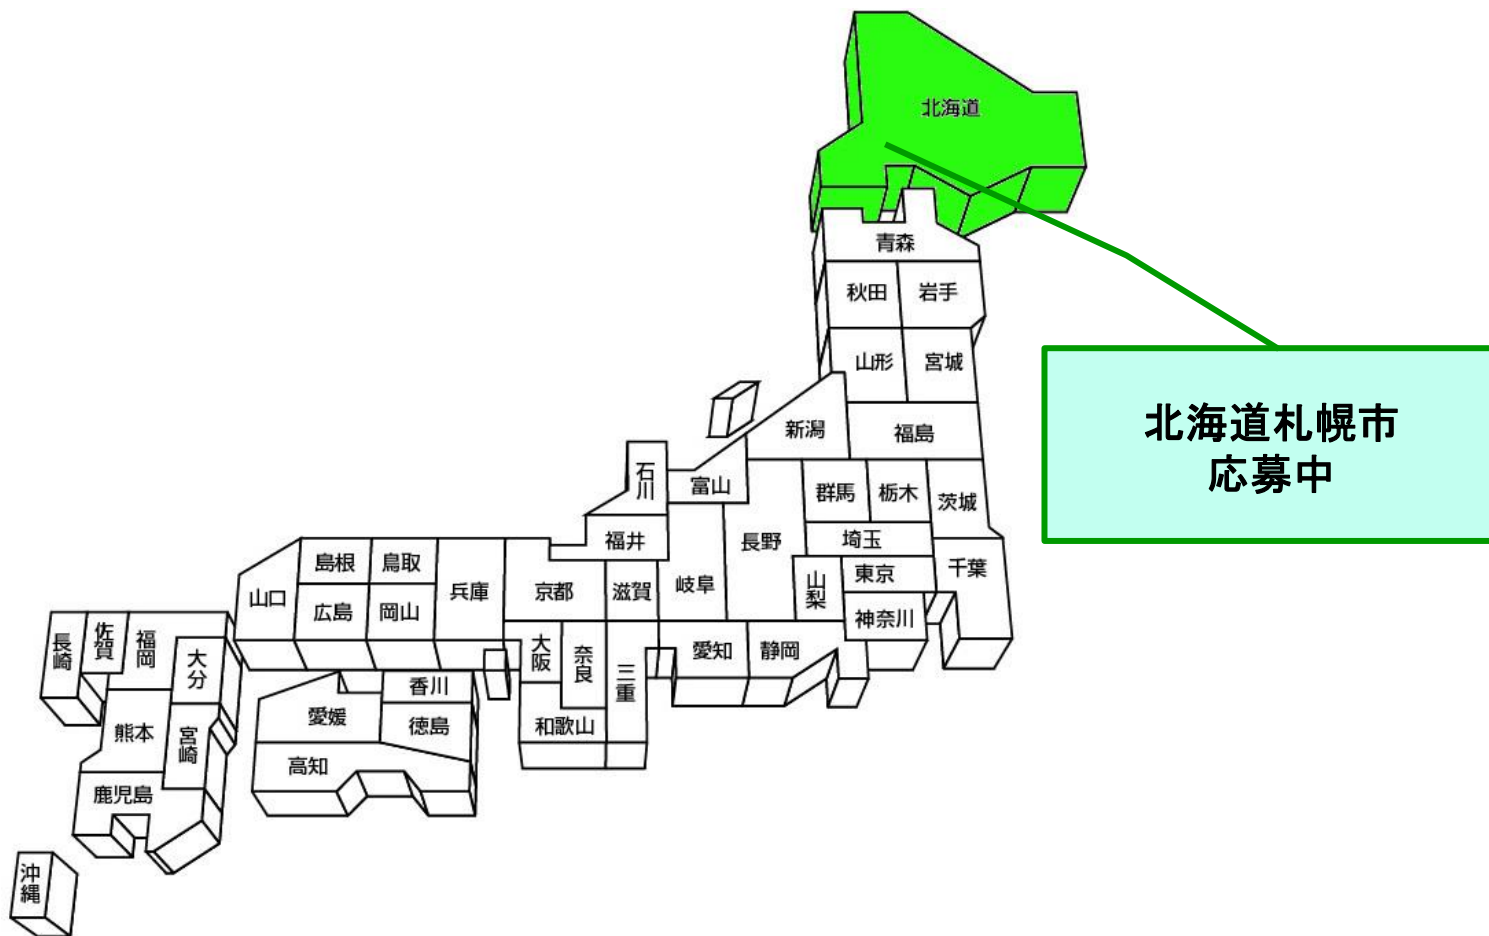 北海道
青森
秋田
岩手
山形
宮城
新潟
福島
石川
富山
群馬
栃木
茨城
福井
長野
埼玉
千葉
島根
鳥取
兵庫
京都
滋賀
岐阜
山梨
東京
山口
広島
岡山
神奈川
長崎
佐賀
福岡
大分
大阪
奈良
三重
愛知
静岡
香川
愛媛
徳島
和歌山
熊本
宮崎
高知
鹿児島
沖縄
北海道札幌市
応募中